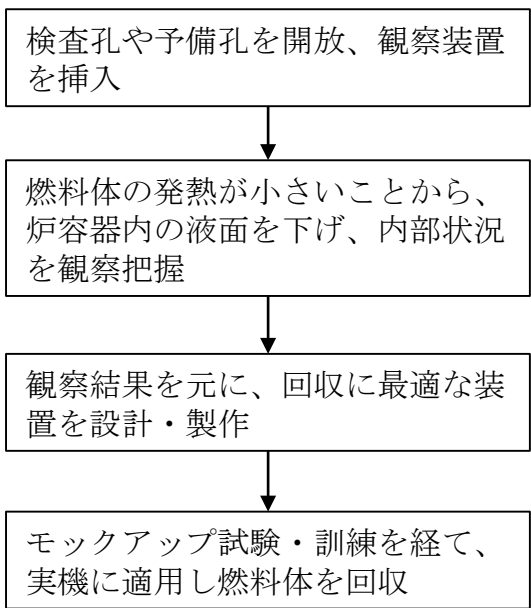 検査孔や予備孔を開放、観察装置
を挿入
燃料体の発熱が小さいことから、
炉容器内の液面を下げ、内部状況
を観察把握
観察結果を元に、回収に最適な装
置を設計・製作
モックアップ試験・訓練を経て、
実機に適用し燃料体を回収